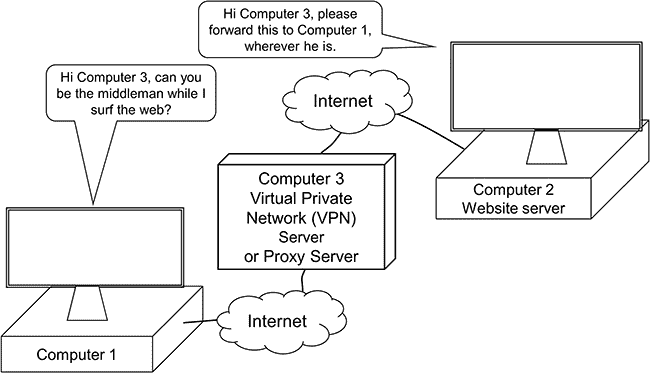 Hi Computer 3, please
forward this to Computer 1,
wherever he is.
Hi Computer 3, can you
be the middleman while I
surf the web?
Internet
Computer 3
Virtual Private
Network (VPN)
Server
or Proxy Server
Computer 2
Website server
Internet
Computer 1